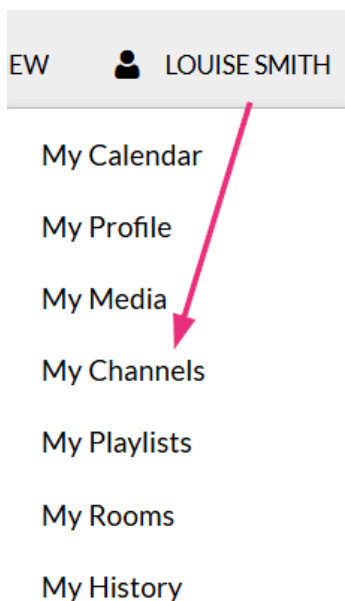 EW LOUISE SMITH
My Calendar
My Profile
My Media
My Channels
My Playlists
My Rooms
My History